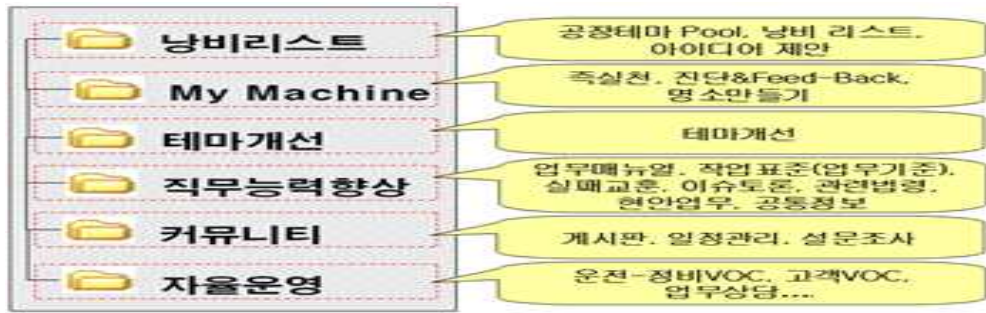 낭비리스트
공장테마 Pool, 낭비 리스트,
아이디어 제안
My Machine
즉실천, 진단&Feed-Back,
명소만들기
테마개선
테마개선
직무능력향상
업무매뉴얼, 작업표준(업무기준),
실패교훈, 이슈토론, 관련법령,
현안업무, 공통정보
커뮤니티
게시판, 일정관리, 설문조사
자율운영
운전-정비VOC, 고객VOC,
업무상담....